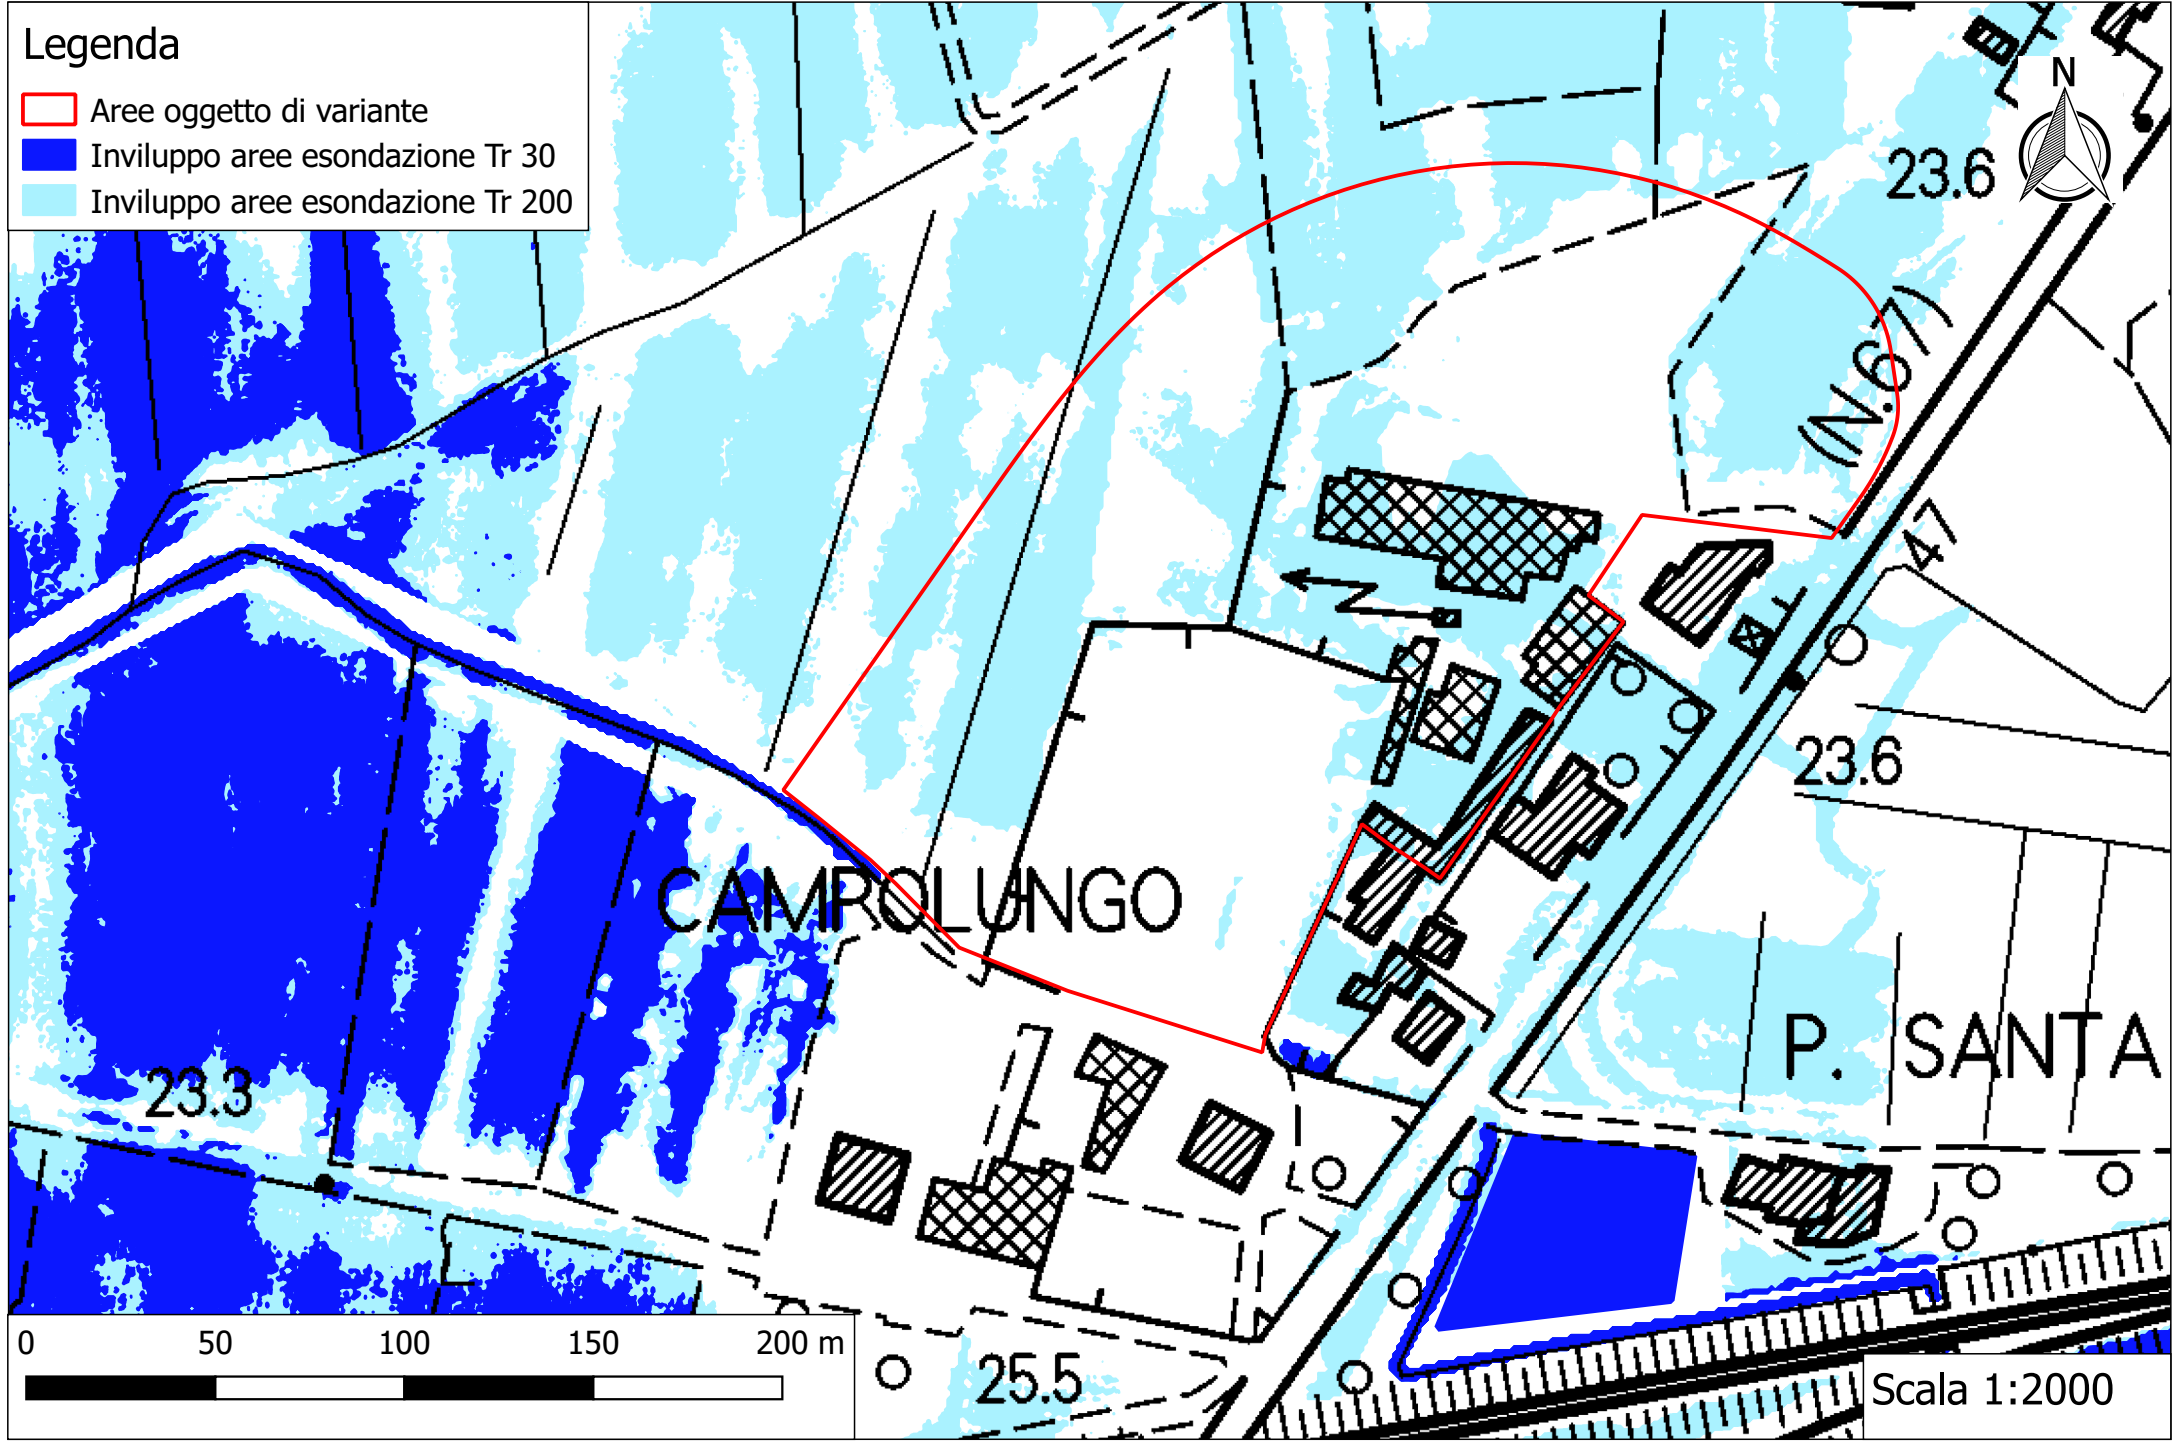 Legenda
Aree oggetto di variante
Inviluppo aree esondazione Tr 30
Inviluppo aree esondazione Tr 200
N
23.6
(N.67)
47
23.6
CAMPOLUNGO
P. SANTA
23.3
25.5
0 50 100 150 200 m
Scala 1:2000